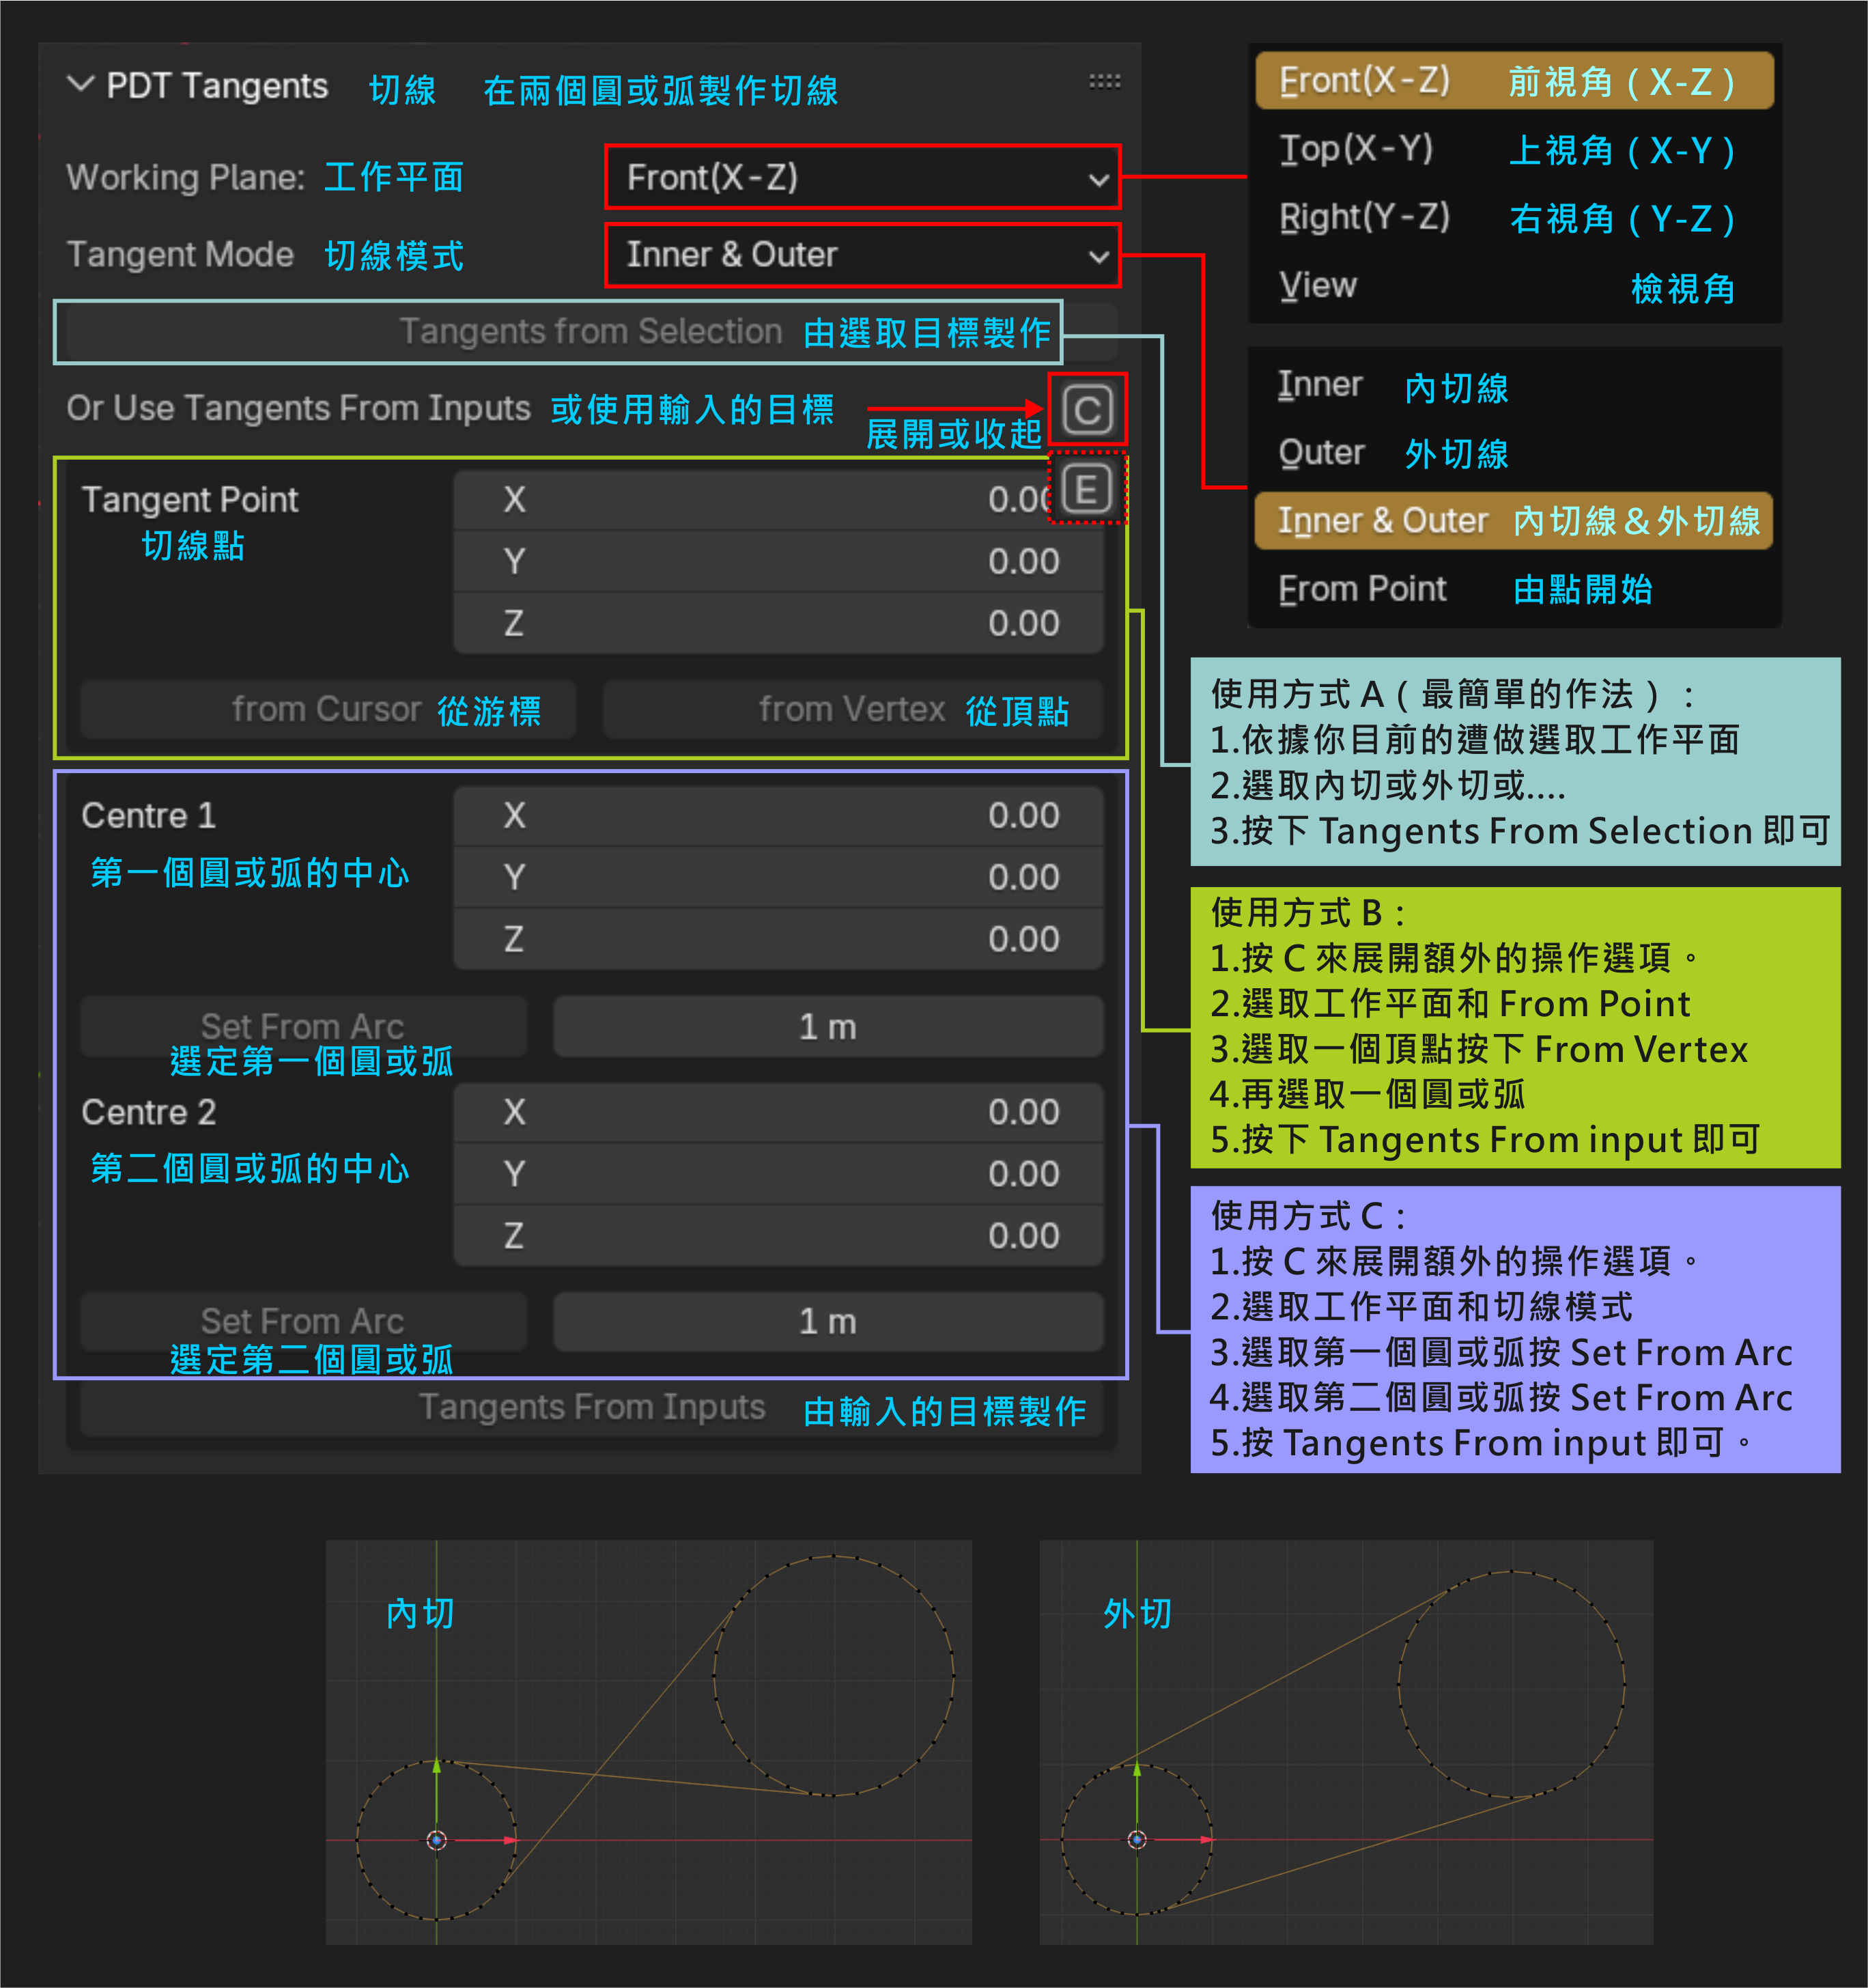 PDT Tangents 切線 在兩個圓或弧製作切線
Working Plane: 工作平面 Front(X-Z)
Tangent Mode 切線模式 Inner & Outer
Tangents from Selection 由選取目標製作
Or Use Tangents From Inputs 或使用輸入的目標 C
展開或收起
E
Tangent Point X 0.00
切線點
Y 0.00
Z 0.00
from Cursor 從游標 from Vertex 從頂點
Centre 1 X 0.00
第一個圓或弧的中心 Y 0.00
Z 0.00
Set From Arc 1 m
選定第一個圓或弧
Centre 2 X 0.00
第二個圓或弧的中心 Y 0.00
Z 0.00
Set From Arc 1 m
選定第二個圓或弧
Tangents From Inputs 由輸入的目標製作
Front(X-Z) 前視角（X-Z）
Top(X-Y) 上視角（X-Y）
Right(Y-Z) 右視角（Y-Z）
View 檢視角
Inner 內切線
Outer 外切線
Inner & Outer 內切線＆外切線
From Point 由點開始
使用方式 A（最簡單的作法）：
1.依據你目前的遭做選取工作平面
2.選取內切或外切或....
3.按下 Tangents From Selection 即可
使用方式 B：
1.按 C 來展開額外的操作選項。
2.選取工作平面和 From Point
3.選取一個頂點按下 From Vertex
4.再選取一個圓或弧
5.按下 Tangents From input 即可
使用方式 C：
1.按 C 來展開額外的操作選項。
2.選取工作平面和切線模式
3.選取第一個圓或弧按 Set From Arc
4.選取第二個圓或弧按 Set From Arc
5.按 Tangents From input 即可。
內切
外切